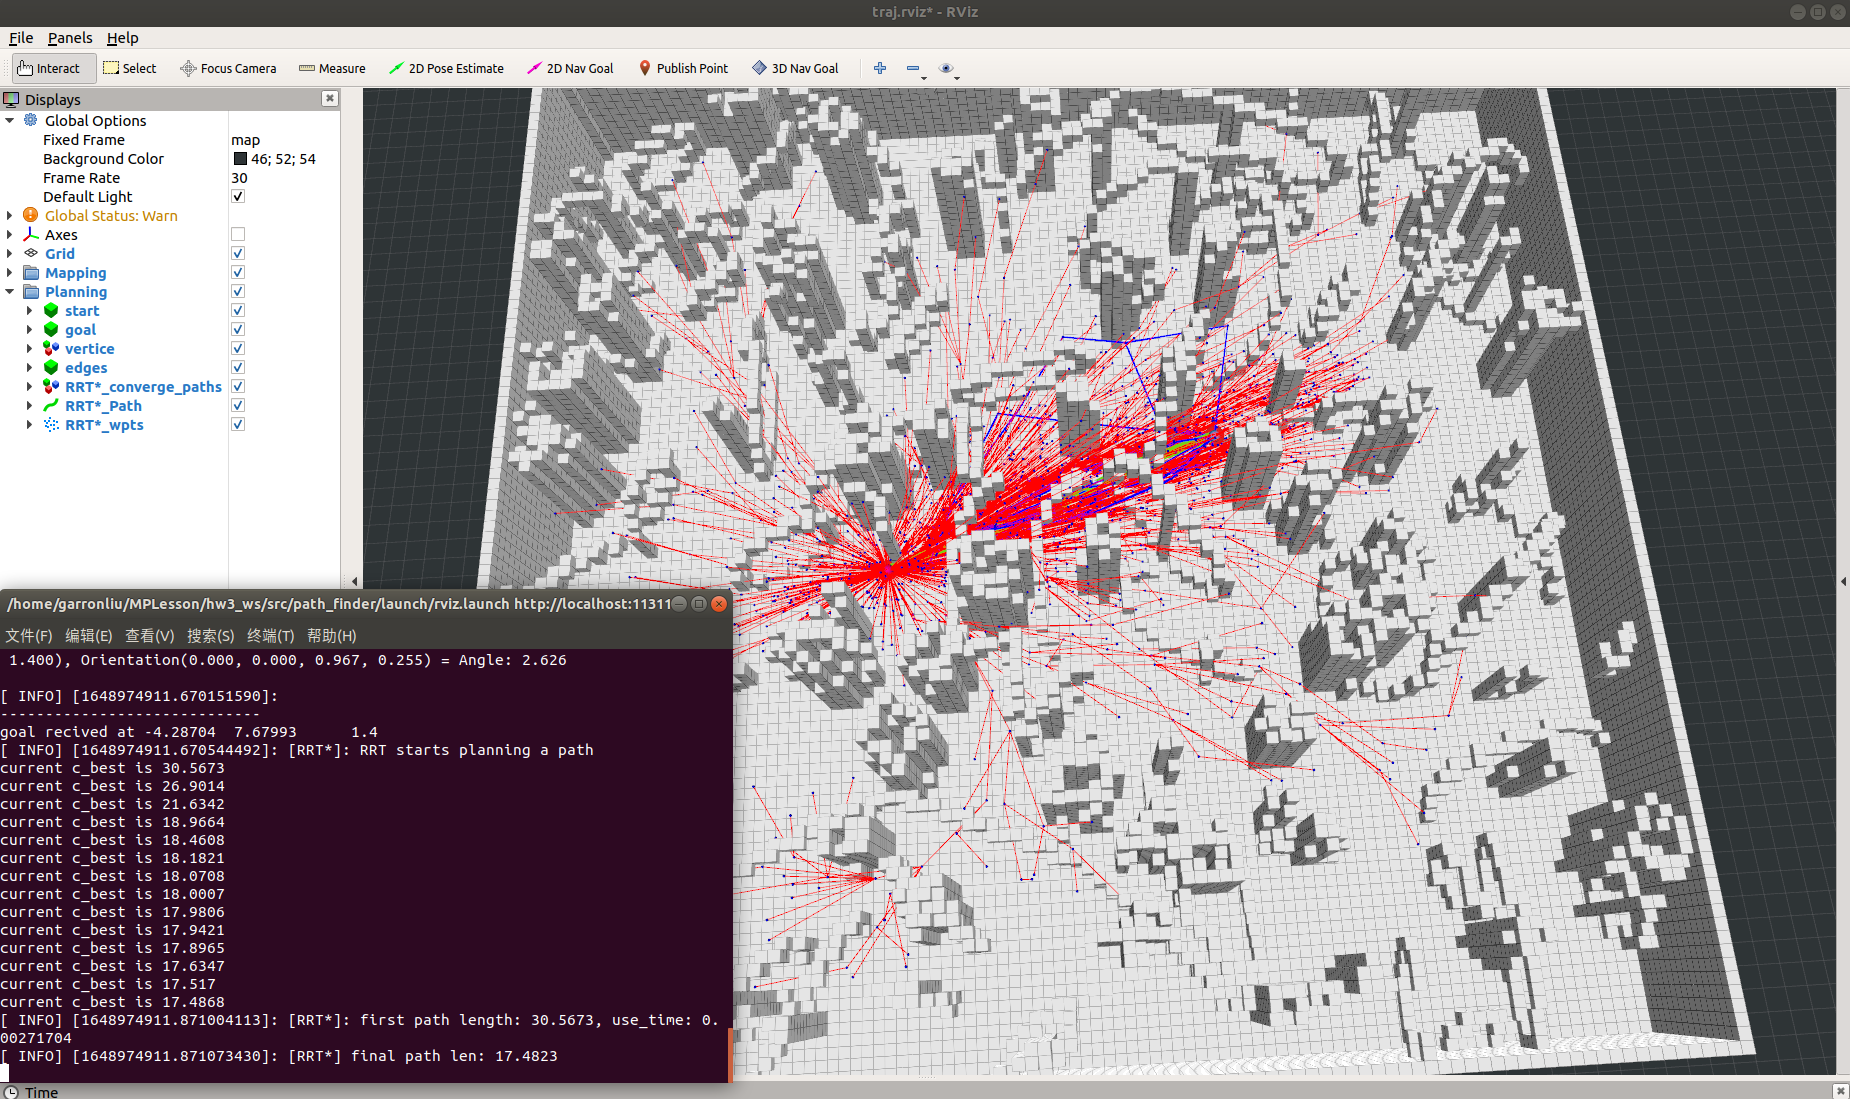 traj.rviz* - RViz
File Panels Help
Interact Select Focus Camera Measure 2D Pose Estimate 2D Nav Goal Publish Point 3D Nav Goal
Displays
Global Options
Fixed Frame map
Background Color 46; 52; 54
Frame Rate 30
Default Light
Global Status: Warn
Axes
Grid
Mapping
Planning
start
goal
vertice
edges
RRT*_converge_paths
RRT*_Path
RRT*_wpts
/home/garronliu/MPLesson/hw3_ws/src/path_finder/launch/rviz.launch http://localhost:11311
文件(F) 编辑(E) 查看(V) 搜索(S) 终端(T) 帮助(H)
1.400), Orientation(0.000, 0.000, 0.967, 0.255) = Angle: 2.626
[ INFO] [1648974911.670151590]:
-----------------------------
goal recived at -4.28704 7.67993 1.4
[ INFO] [1648974911.670544492]: [RRT*]: RRT starts planning a path
current c_best is 30.5673
current c_best is 26.9014
current c_best is 21.6342
current c_best is 18.9664
current c_best is 18.4608
current c_best is 18.1821
current c_best is 18.0708
current c_best is 18.0007
current c_best is 17.9806
current c_best is 17.9421
current c_best is 17.8965
current c_best is 17.6347
current c_best is 17.517
current c_best is 17.4868
[ INFO] [1648974911.871004113]: [RRT*]: first path length: 30.5673, use_time: 0.
00271704
[ INFO] [1648974911.871073430]: [RRT*] final path len: 17.4823
Time